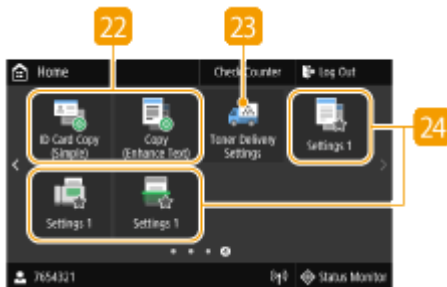 22
23
Home
Check Counter
Log Out
ID Card Copy
(Simple)
Copy
(Enhance Text)
Toner Delivery
Settings
Settings 1
24
Settings 1
Settings 1
7654321
Status Monitor